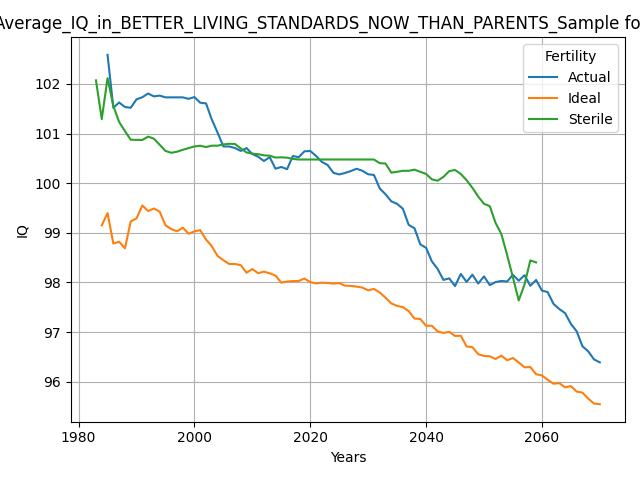 Average_IQ_in_BETTER_LIVING_STANDARDS_NOW_THAN_PARENTS_Sample fo
Fertility
Actual
Ideal
Sterile
IQ
102
101
100
99
98
97
96
1980 2000 2020 2040 2060
Years